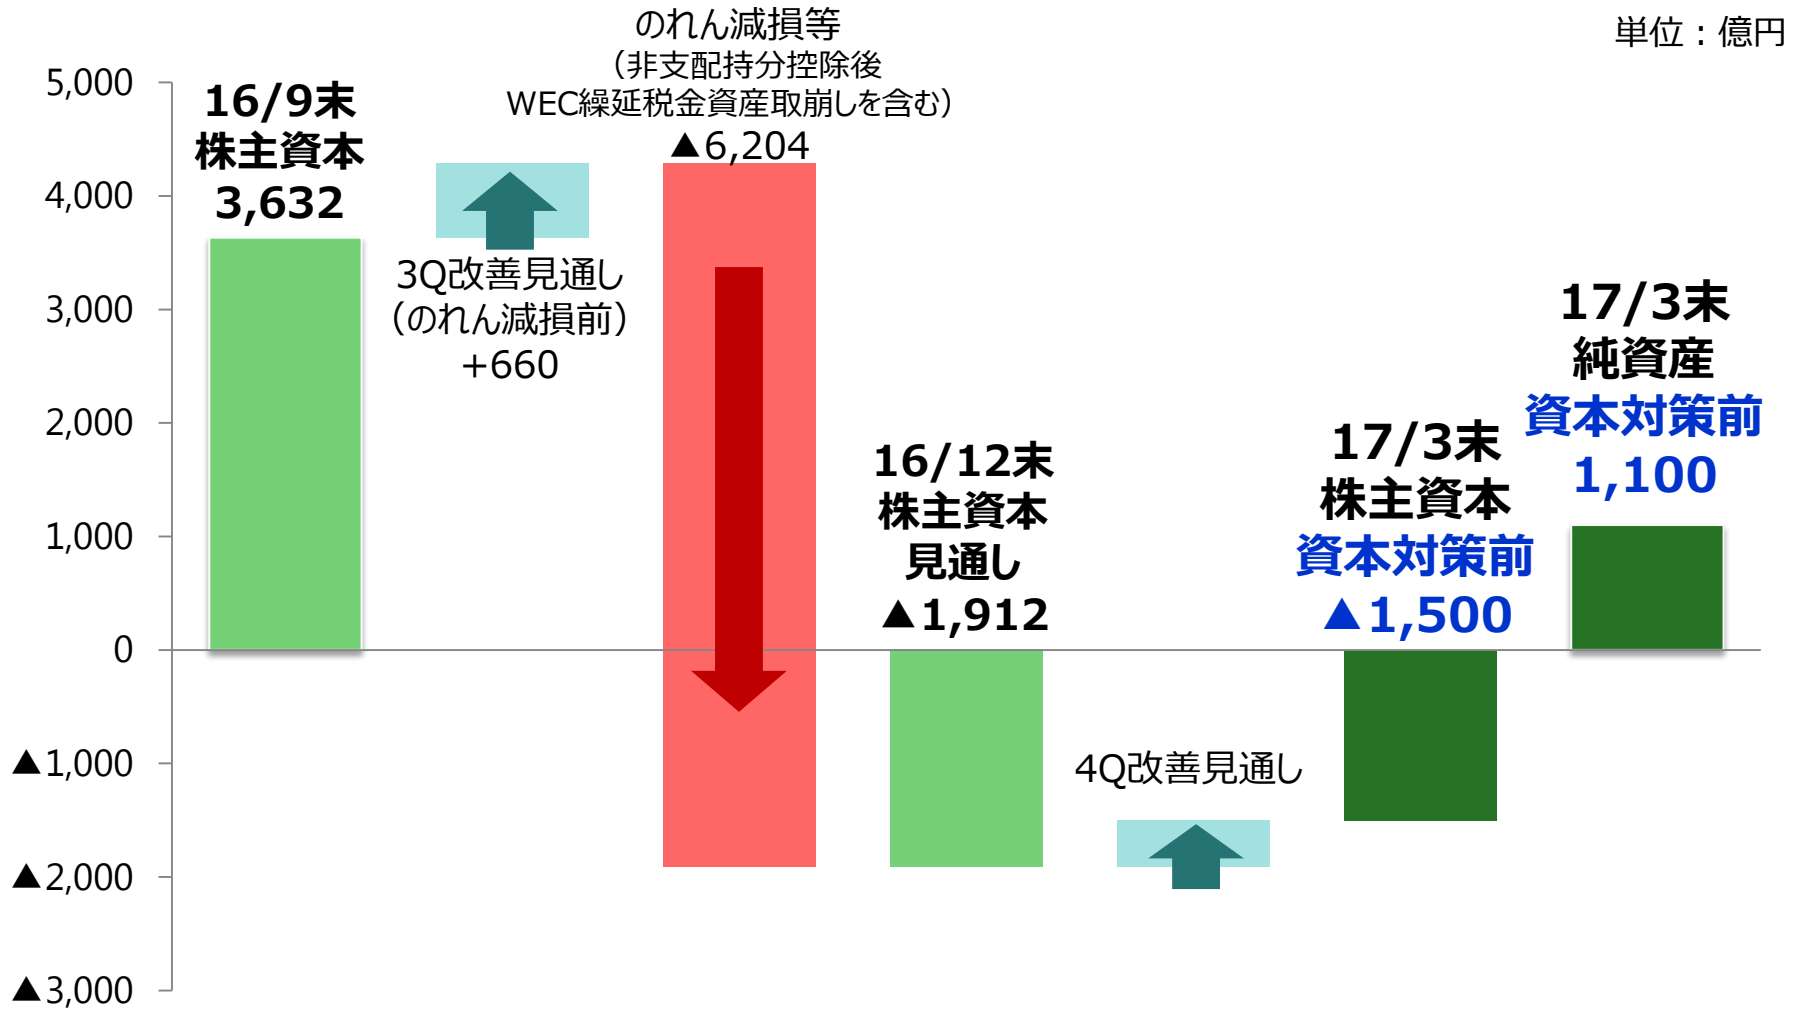 単位：億円
5,000
4,000
3,000
2,000
1,000
0
▲1,000
▲2,000
▲3,000
16/9末
株主資本
3,632
3Q改善見通し
（のれん減損前）
+660
のれん減損等
（非支配持分控除後
WEC繰延税金資産取崩しを含む）
▲6,204
16/12末
株主資本
見通し
▲1,912
4Q改善見通し
17/3末
株主資本
資本対策前
▲1,500
17/3末
純資産
資本対策前
1,100